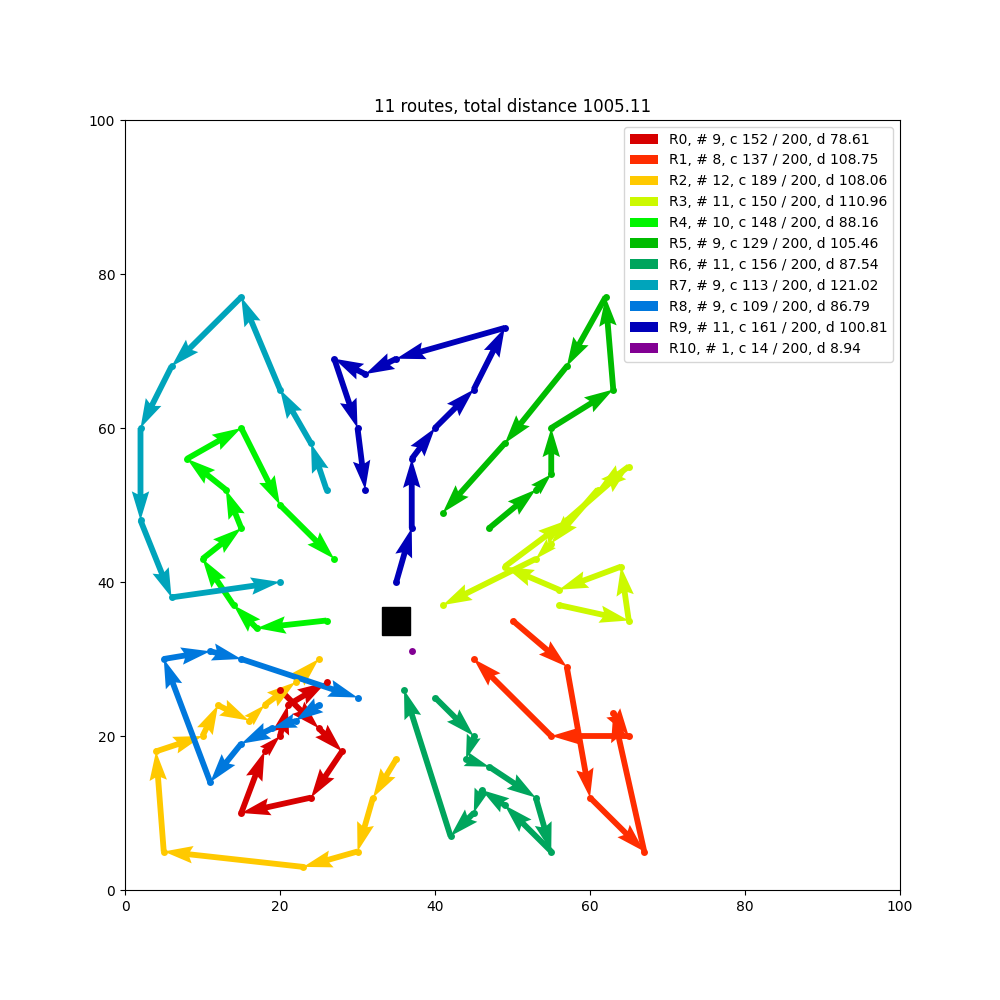 11 routes, total distance 1005.11
R0, # 9, c 152 / 200, d 78.61
R1, # 8, c 137 / 200, d 108.75
R2, # 12, c 189 / 200, d 108.06
R3, # 11, c 150 / 200, d 110.96
R4, # 10, c 148 / 200, d 88.16
R5, # 9, c 129 / 200, d 105.46
R6, # 11, c 156 / 200, d 87.54
R7, # 9, c 113 / 200, d 121.02
R8, # 9, c 109 / 200, d 86.79
R9, # 11, c 161 / 200, d 100.81
R10, # 1, c 14 / 200, d 8.94
100
80
60
40
20
0
0 20 40 60 80 100